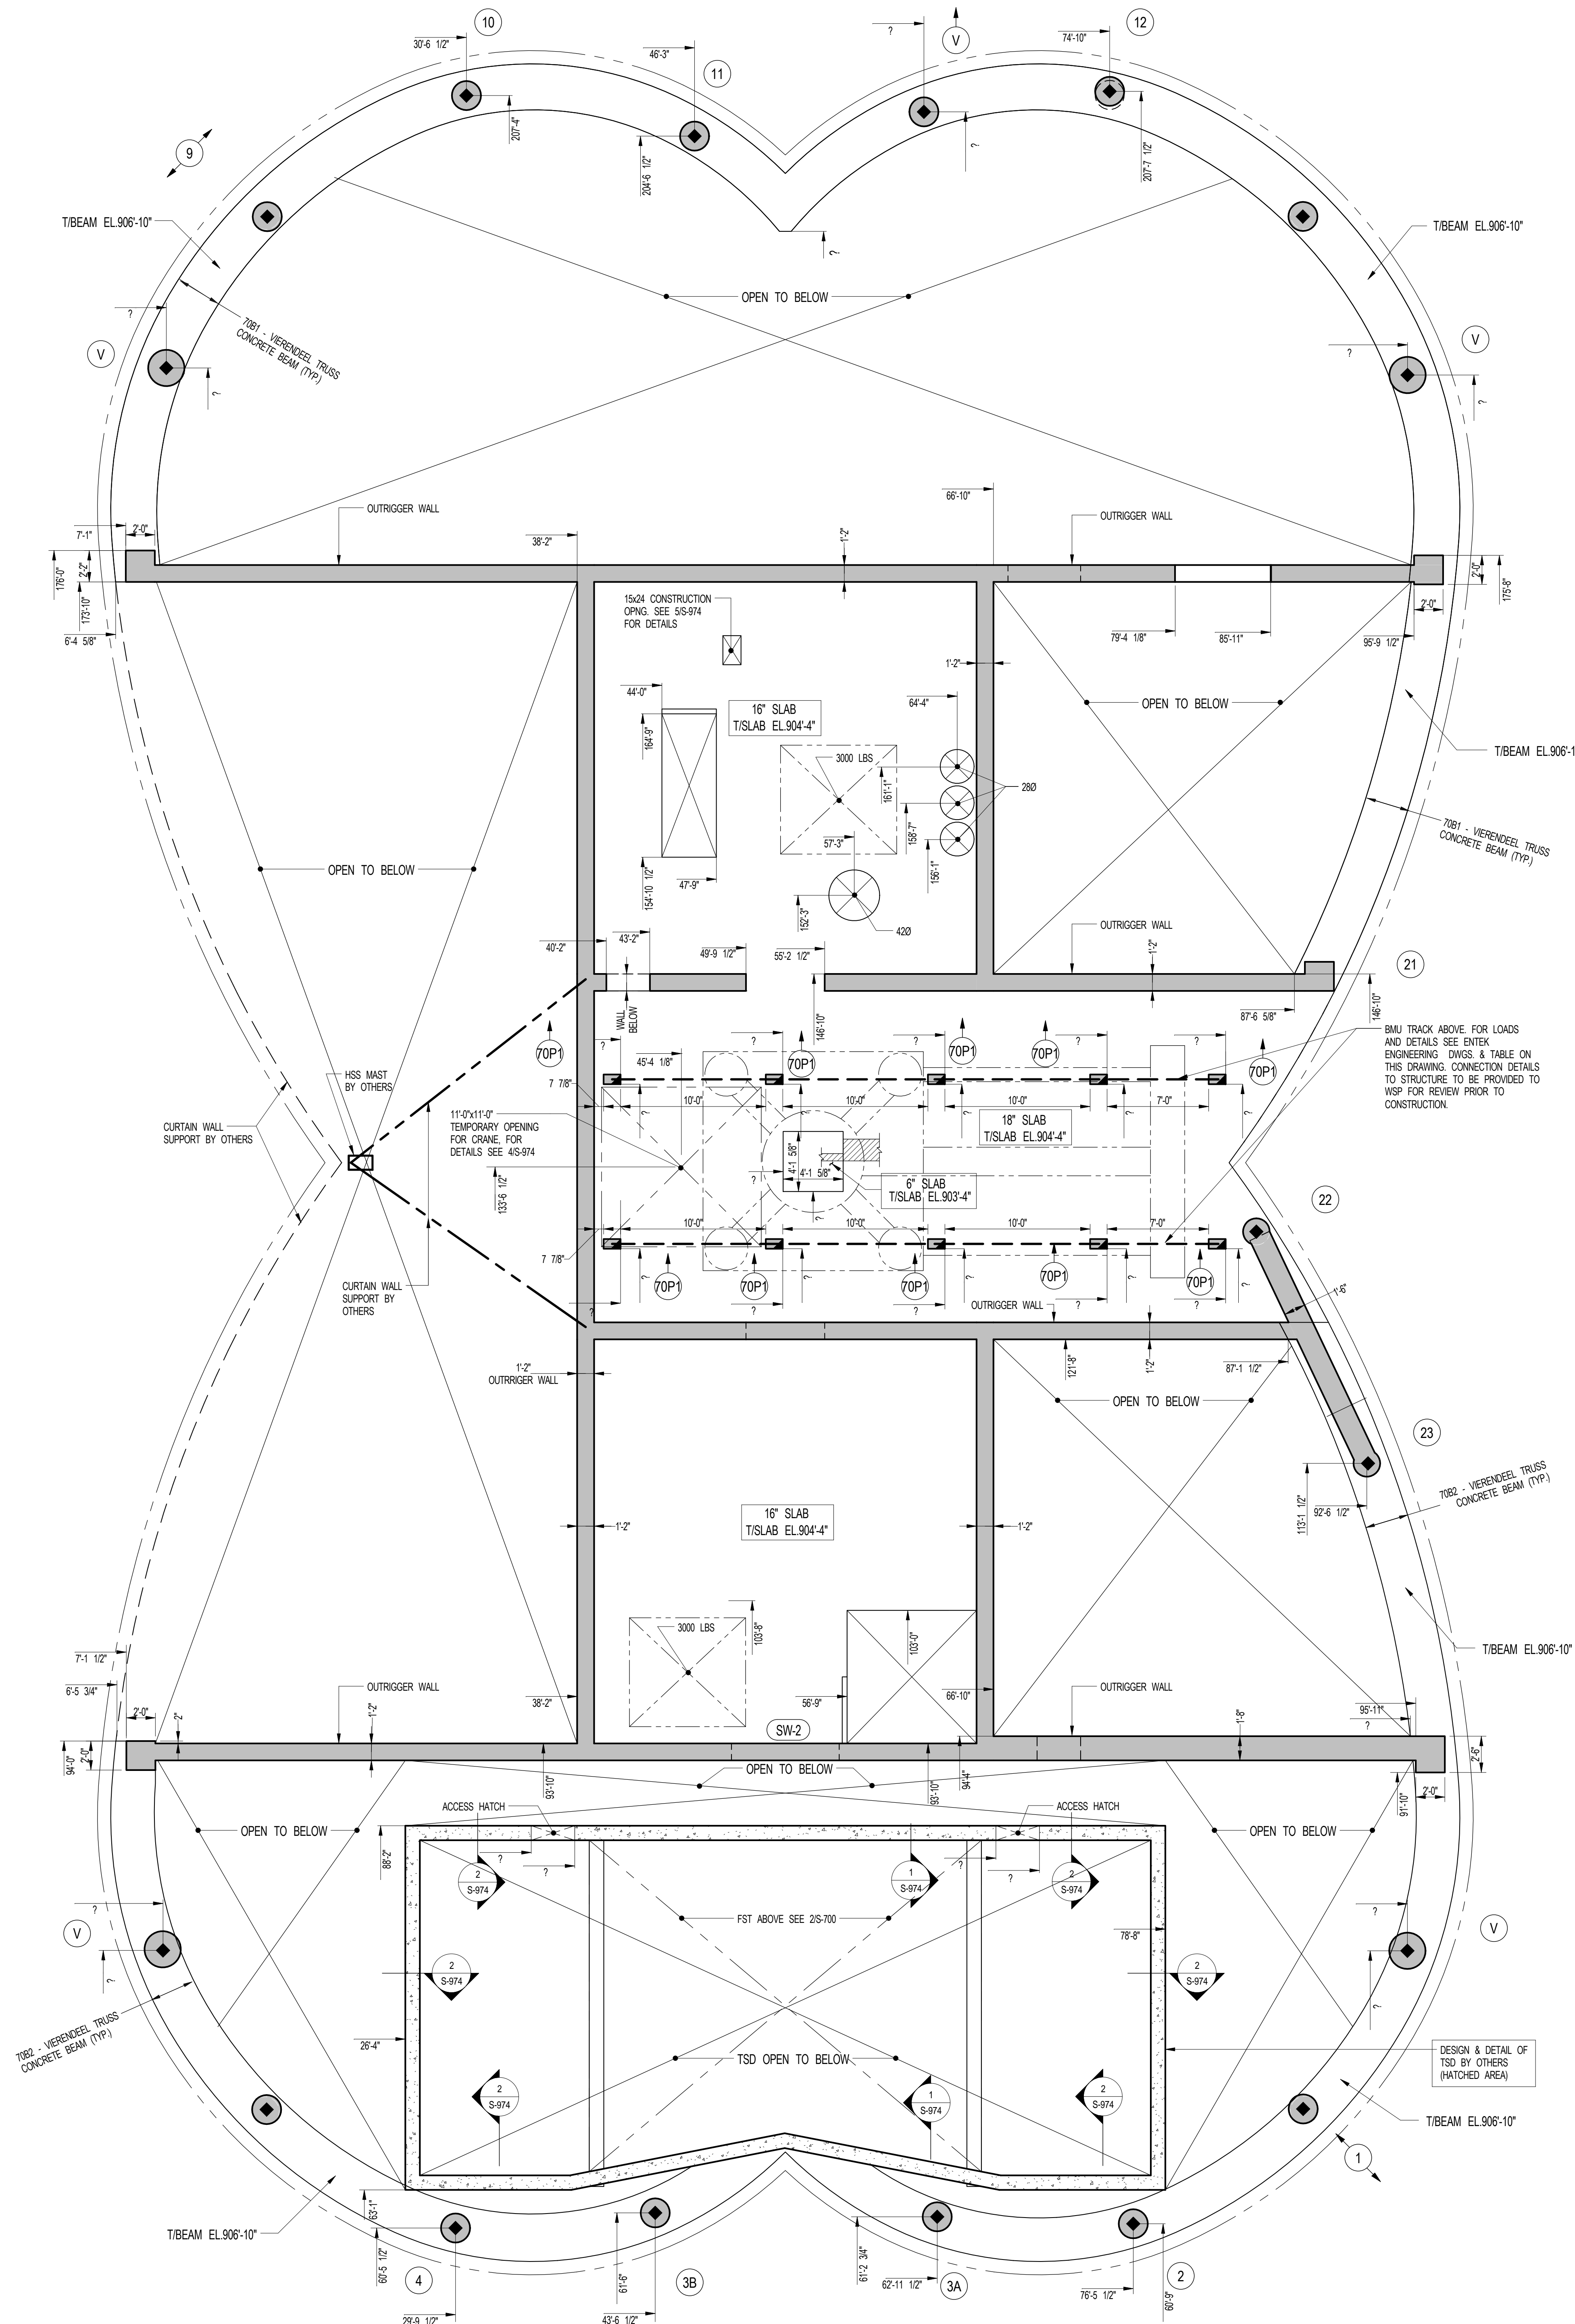 10
30'-6 1/2"
46'-3"
11
?
V
74'-10"
12
207'-4"
204'-6 1/2"
?
207'-7 1/2"
9
T/BEAM EL.906'-10"
T/BEAM EL.906'-10"
?
OPEN TO BELOW
?
70B1 - VIERENDEEL TRUSS
CONCRETE BEAM (TYP.)
V
?
?
V
?
66'-10"
OUTRIGGER WALL
OUTRIGGER WALL
7'-1"
2'-0"
38'-2"
1'-2"
176'-0"
2'-2"
173'-10"
6'-4 5/8"
2'-0"
175'-8"
2'-0"
15x24 CONSTRUCTION
OPNG. SEE 5/S-974
FOR DETAILS
79'-4 1/8"
85'-11"
95'-9 1/2"
1'-2"
44'-0"
16" SLAB
T/SLAB EL.904'-4"
64'-4"
OPEN TO BELOW
164'-9"
3000 LBS
161'-1"
28Ø
T/BEAM EL.906'-1
158'-7"
57'-3"
156'-1"
70B1 - VIERENDEEL TRUSS
CONCRETE BEAM (TYP.)
OPEN TO BELOW
154'-10 1/2"
47'-9"
152'-3"
42Ø
OUTRIGGER WALL
40'-2"
43'-2"
49'-9 1/2"
55'-2 1/2"
1'-2"
21
87'-6 5/8"
146'-10"
WALL
BELOW
146'-10"
BMU TRACK ABOVE. FOR LOADS
AND DETAILS SEE ENTEK
ENGINEERING DWGS. & TABLE ON
THIS DRAWING. CONNECTION DETAILS
TO STRUCTURE TO BE PROVIDED TO
WSP FOR REVIEW PRIOR TO
CONSTRUCTION.
70P1
?
?
70P1
?
70P1
70P1
?
?
70P1
45'-4 1/8"
HSS MAST
BY OTHERS
7 7/8"
10'-0"
10'-0"
10'-0"
7'-0"
?
?
?
?
?
11'-0"x11'-0"
TEMPORARY OPENING
FOR CRANE, FOR
DETAILS SEE 4/S-974
18" SLAB
T/SLAB EL.904'-4"
CURTAIN WALL
SUPPORT BY OTHERS
4'-1 5/8"
4'-1 5/8"
?
?
133'-6 1/2"
6" SLAB
T/SLAB EL.903'-4"
22
10'-0"
10'-0"
10'-0"
7'-0"
7 7/8"
70P1
70P1
70P1
70P1
70P1
?
?
?
?
?
CURTAIN WALL
SUPPORT BY
OTHERS
?
?
?
?
?
OUTRIGGER WALL
1'-6"
1'-2"
OUTRRIGER WALL
121'-8"
1'-2"
87'-1 1/2"
OPEN TO BELOW
23
113'-1 1/2"
92'-6 1/2"
70B2 - VIERENDEEL TRUSS
CONCRETE BEAM (TYP.)
16" SLAB
T/SLAB EL.904'-4"
1'-2"
1'-2"
3000 LBS
103'-8"
103'-0"
T/BEAM EL.906'-10"
7'-1 1/2"
6'-5 3/4"
2'-0"
OUTRIGGER WALL
38'-2"
56'-9"
66'-10"
OUTRIGGER WALL
95'-11"
?
SW-2
94'-0"
2'-0"
2"
1'-2"
93'-10"
93'-10"
94'-4"
1'-8"
2'-6"
91'-10"
2'-0"
OPEN TO BELOW
ACCESS HATCH
ACCESS HATCH
OPEN TO BELOW
OPEN TO BELOW
88'-2"
?
?
?
?
2
S-974
1
S-974
2
S-974
FST ABOVE SEE 2/S-700
?
V
?
?
V
?
78'-8"
2
S-974
2
S-974
70B2 - VIERENDEEL TRUSS
CONCRETE BEAM (TYP.)
26'-4"
TSD OPEN TO BELOW
DESIGN & DETAIL OF
TSD BY OTHERS
(HATCHED AREA)
2
S-974
1
S-974
2
S-974
T/BEAM EL.906'-10"
1
63'-1"
T/BEAM EL.906'-10"
60'-5 1/2"
4
61'-6"
3B
61'-2 3/4"
62'-11 1/2"
3A
76'-5 1/2"
2
60'-9"
29'-9 1/2"
43'-6 1/2"